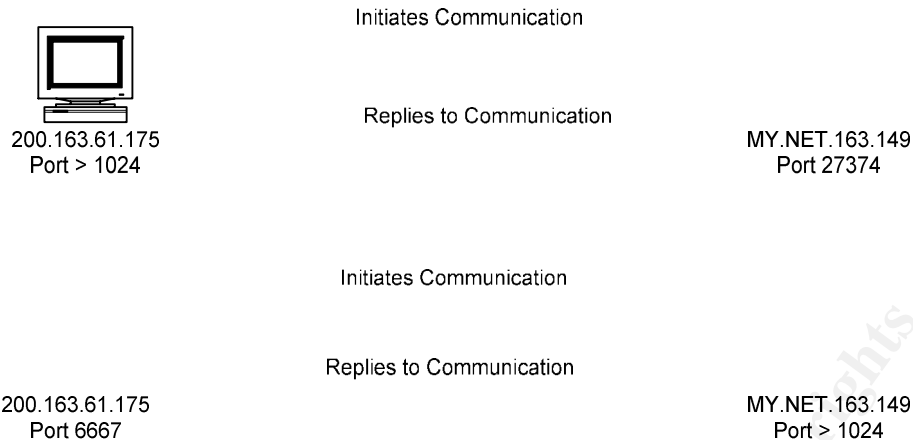 Initiates Communication
Replies to Communication
200.163.61.175
Port > 1024
MY.NET.163.149
Port 27374
Initiates Communication
Replies to Communication
200.163.61.175
Port 6667
MY.NET.163.149
Port > 1024